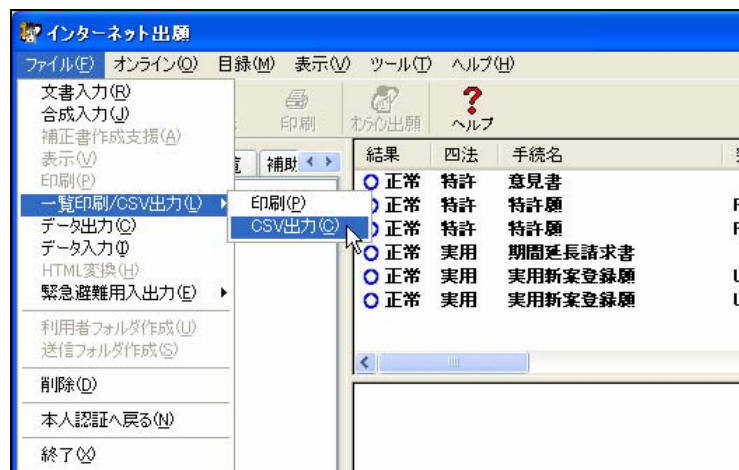 インターネット出願
ファイル(F) オンライン(O) 目録(M) 表示(V) ツール(T) ヘルプ(H)
文書入力(R)
合成入力(J)
補正書作成支援(A)
表示(V)
印刷(P)
一覧印刷/CSV出力(L)
データ出力(C)
データ入力(I)
HTML変換(H)
緊急避難用入出力(E)
利用者フォルダ作成(U)
送信フォルダ作成(S)
削除(D)
本人認証へ戻る(N)
終了(X)
印刷(P)
CSV出力(C)
印刷 ヘルプ
補助
結果 四法 手続名
正常 特許 意見書
正常 特許 特許願
正常 特許 特許願
正常 実用 期間延長請求書
正常 実用 実用新案登録願
正常 実用 実用新案登録願